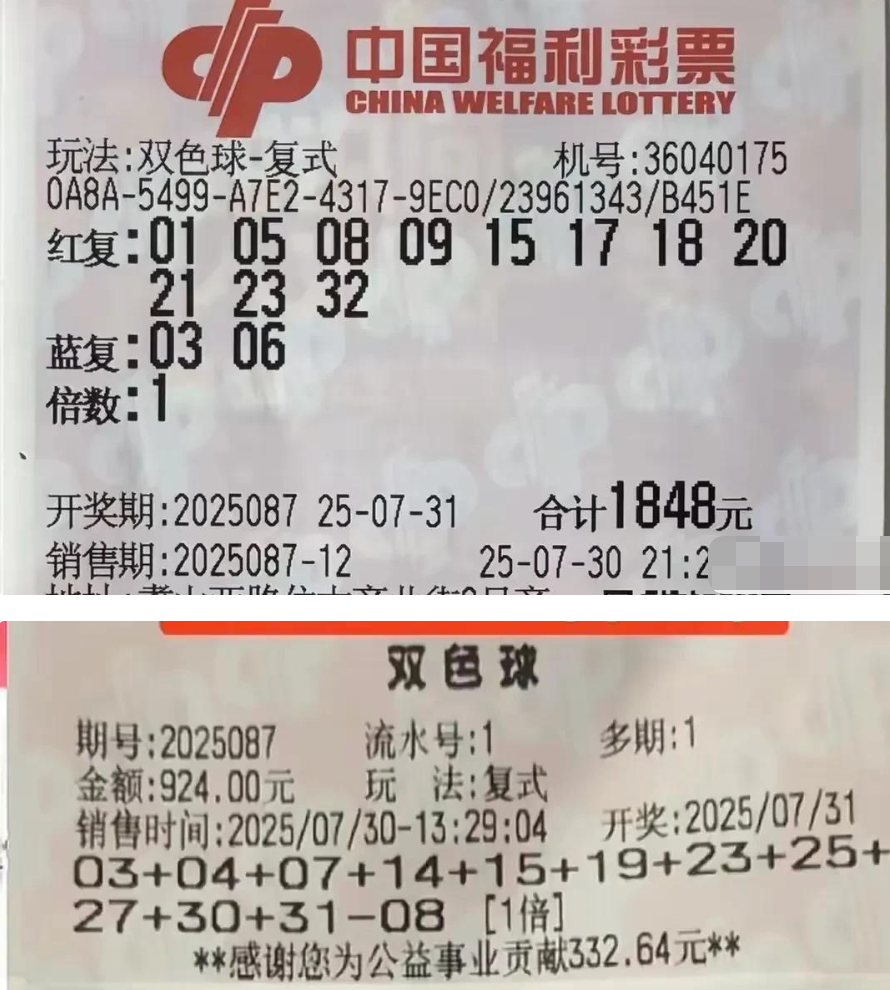 中国福利彩票
CHINA WELFARE LOTTERY
玩法:双色球-复式 机号:36040175
0A8A-5499-A7E2-4317-9EC0/23961343/B451E
红复:01 05 08 09 15 17 18 20
21 23 32
蓝复:03 06
倍数:1
开奖期:2025087 25-07-31 合计1848元
销售期:2025087-12 25-07-30 21:2
双色球
期号:2025087 流水号:1 多期:1
金额:924.00元 玩 法:复式
销售时间:2025/07/30-13:29:04 开奖:2025/07/31
03+04+07+14+15+19+23+25+
27+30+31-08 [1倍]
**感谢您为公益事业贡献332.64元**